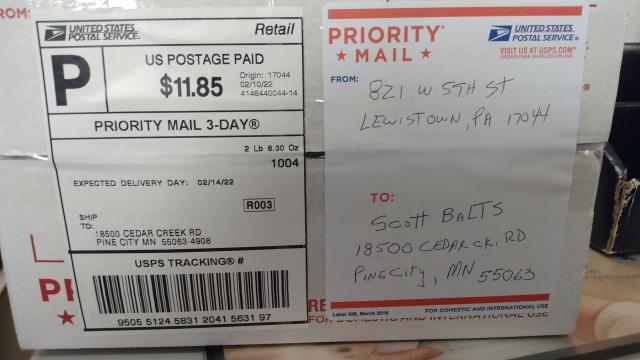 FROM:
UNITED STATES
POSTAL SERVICE®
Retail
P
US POSTAGE PAID
$11.85
Origin: 17044
02/10/22
4146440044-14
PRIORITY MAIL 3-DAY®
2 Lb 6.30 Oz
1004
EXPECTED DELIVERY DAY: 02/14/22
R003
SHIP
TO:
18500 CEDAR CREEK RD
PINE CITY MN 55063-4908
USPS TRACKING® #
9505 5124 5831 2041 5631 97
PRIORITY®
★ MAIL ★
UNITED STATES
POSTAL SERVICE®
VISIT US AT USPS.COM®
ORDER FREE SUPPLIES ONLINE
FROM:
821 W 5TH ST
LEWISTOWN, PA 17044
TO:
SCOTT BALTS
18500 CEDAR CK. RD
PINE CITY, MN 55063
Label 228, March 2016
FOR DOMESTIC AND INTERNATIONAL USE